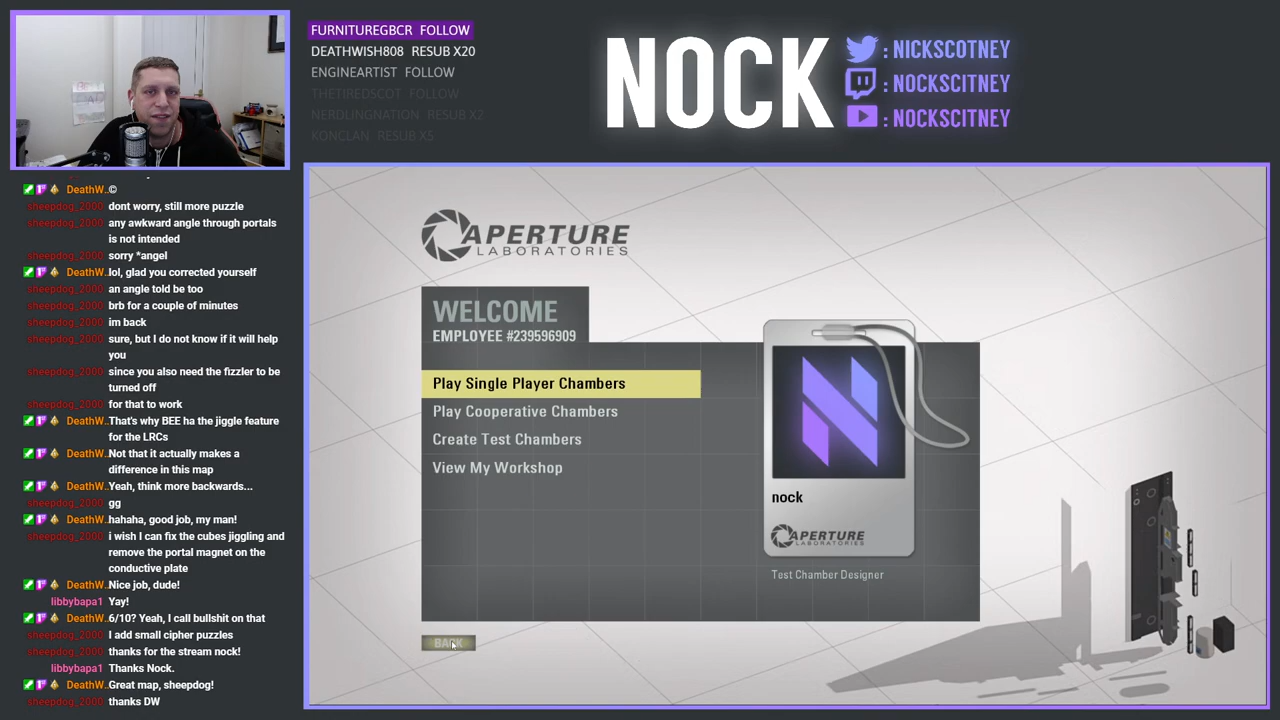 FURNITUREGBCR FOLLOW
DEATHWISH808 RESUB X20
ENGINEARTIST FOLLOW
THETIREDSCOT FOLLOW
NERDLINGNATION RESUB X2
KONCLAN RESUB X5
NOCK
: NICKSCOTNEY
: NOCKSCITNEY
: NOCKSCITNEY
DeathW..: ©
sheepdog_2000: dont worry, still more puzzle
sheepdog_2000: any awkward angle through portals
is not intended
sheepdog_2000: sorry *angel
DeathW..: lol, glad you corrected yourself
sheepdog_2000: an angle told be too
sheepdog_2000: brb for a couple of minutes
sheepdog_2000: im back
sheepdog_2000: sure, but I do not know if it will help
you
sheepdog_2000: since you also need the fizzler to be
turned off
sheepdog_2000: for that to work
DeathW..: That's why BEE ha the jiggle feature
for the LRCs
DeathW..: Not that it actually makes a
difference in this map
DeathW..: Yeah, think more backwards...
sheepdog_2000: gg
DeathW..: hahaha, good job, my man!
sheepdog_2000: i wish I can fix the cubes jiggling and
remove the portal magnet on the
conductive plate
DeathW..: Nice job, dude!
libbybapa1: Yay!
DeathW..: 6/10? Yeah, I call bullshit on that
sheepdog_2000: I add small cipher puzzles
sheepdog_2000: thanks for the stream nock!
libbybapa1: Thanks Nock.
DeathW..: Great map, sheepdog!
sheepdog_2000: thanks DW
APERTURE
LABORATORIES
WELCOME
EMPLOYEE #239596909
Play Single Player Chambers
Play Cooperative Chambers
Create Test Chambers
View My Workshop
nock
APERTURE
LABORATORIES
Test Chamber Designer
BACK